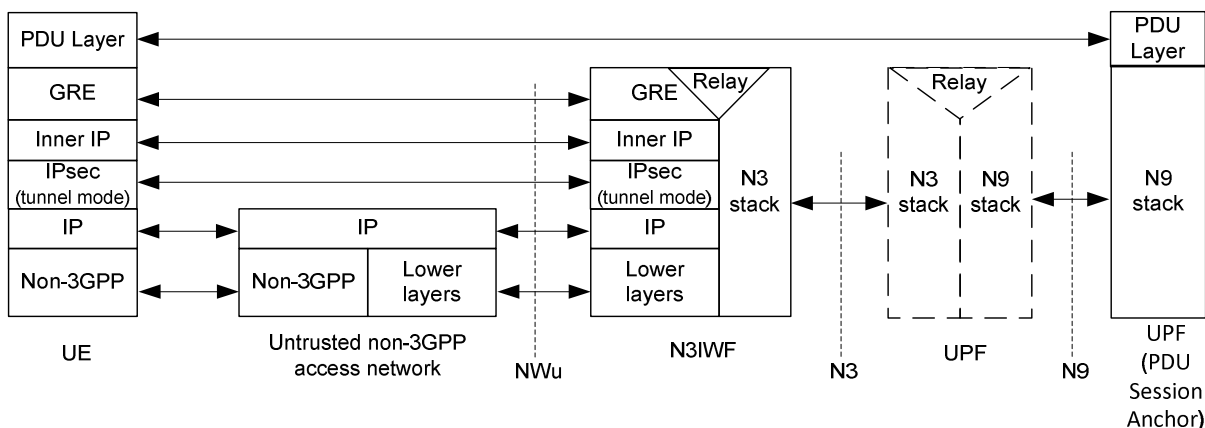 PDU Layer
GRE
Inner IP
IPsec
(tunnel mode)
IP
Non-3GPP
UE
IP
Non-3GPP
Lower
layers
Untrusted non-3GPP
access network
NWu
GRE
Relay
Inner IP
IPsec
(tunnel mode)
IP
Lower
layers
N3
stack
N3IWF
N3
Relay
N3
stack
N9
stack
UPF
N9
PDU
Layer
N9
stack
UPF
(PDU
Session
Anchor)